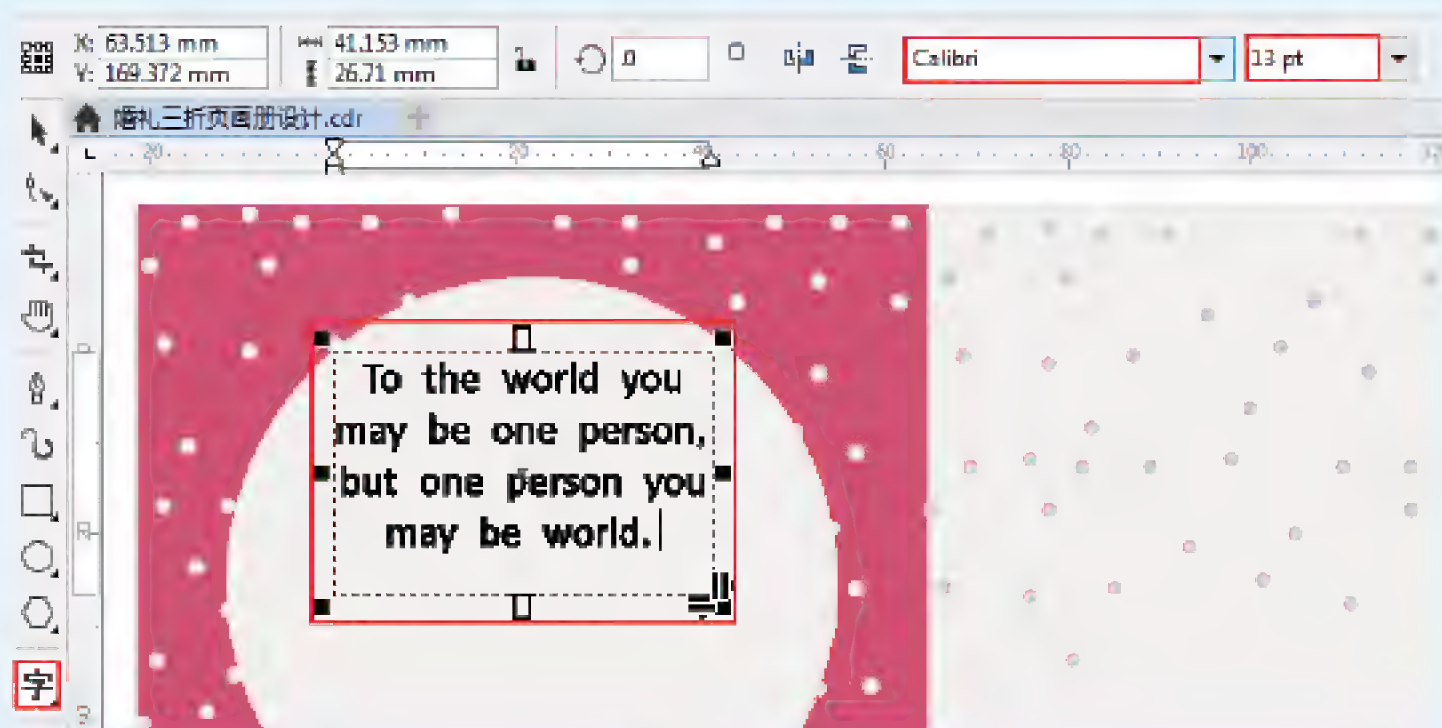 X: 63.513 mm
Y: 169.372 mm
41.153 mm
26.71 mm
.0
Calibri
13 pt
婚礼三折页画册设计.cdr
20
20
40
60
80
100
To the world you
may be one person,
but one person you
may be world.
字